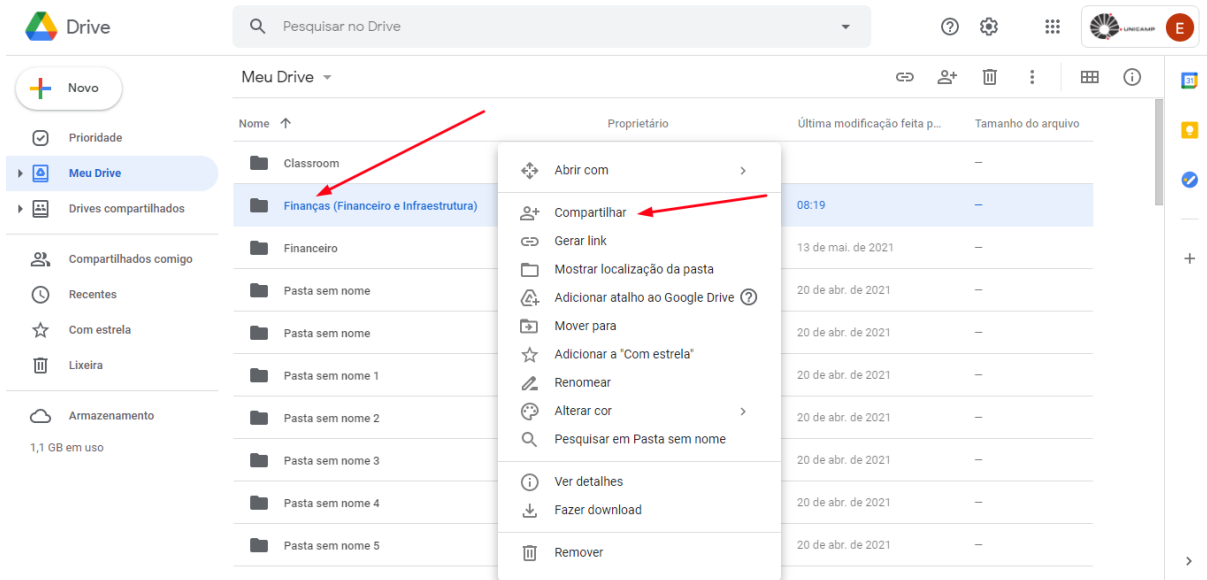 Drive
Pesquisar no Drive
UNICAMP
E
Novo
Meu Drive
31
Prioridade
Meu Drive
Drives compartilhados
Compartilhados comigo
Recentes
Com estrela
Lixeira
Armazenamento
1,1 GB em uso
Nome
Proprietário
Última modificação feita p...
Tamanho do arquivo
Classroom
–
Finanças (Financeiro e Infraestrutura)
08:19
–
Financeiro
13 de mai. de 2021
–
Pasta sem nome
20 de abr. de 2021
–
Pasta sem nome
20 de abr. de 2021
–
Pasta sem nome 1
20 de abr. de 2021
–
Pasta sem nome 2
20 de abr. de 2021
–
Pasta sem nome 3
20 de abr. de 2021
–
Pasta sem nome 4
20 de abr. de 2021
–
Pasta sem nome 5
20 de abr. de 2021
–
Abrir com
Compartilhar
Gerar link
Mostrar localização da pasta
Adicionar atalho ao Google Drive
Mover para
Adicionar a "Com estrela"
Renomear
Alterar cor
Pesquisar em Pasta sem nome
Ver detalhes
Fazer download
Remover